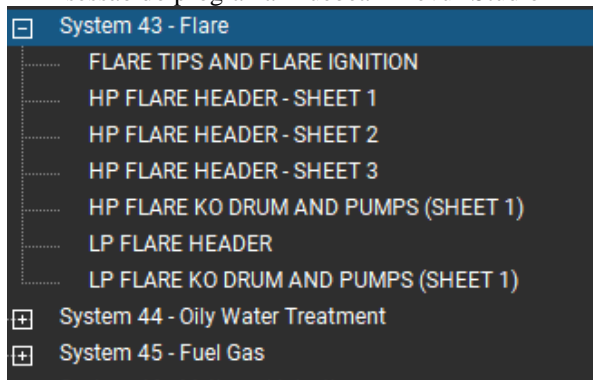 System 43 - Flare
FLARE TIPS AND FLARE IGNITION
HP FLARE HEADER - SHEET 1
HP FLARE HEADER - SHEET 2
HP FLARE HEADER - SHEET 3
HP FLARE KO DRUM AND PUMPS (SHEET 1)
LP FLARE HEADER
LP FLARE KO DRUM AND PUMPS (SHEET 1)
System 44 - Oily Water Treatment
System 45 - Fuel Gas